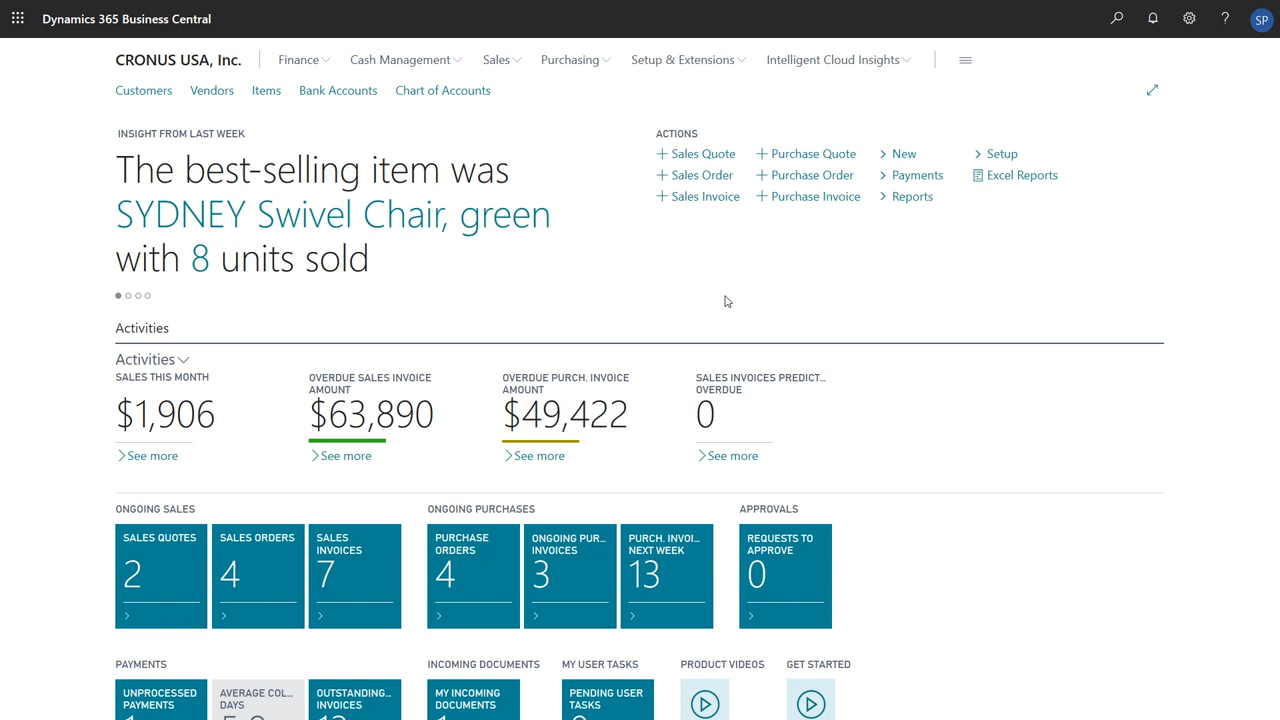 Dynamics 365 Business Central
?
SP
CRONUS USA, Inc.
Finance
Cash Management
Sales
Purchasing
Setup & Extensions
Intelligent Cloud Insights
Customers
Vendors
Items
Bank Accounts
Chart of Accounts
INSIGHT FROM LAST WEEK
The best-selling item was
SYDNEY Swivel Chair, green
with 8 units sold
ACTIONS
+ Sales Quote
+ Purchase Quote
> New
> Setup
+ Sales Order
+ Purchase Order
> Payments
Excel Reports
+ Sales Invoice
+ Purchase Invoice
> Reports
Activities
Activities
SALES THIS MONTH
$1,906
>See more
OVERDUE SALES INVOICE
AMOUNT
$63,890
>See more
OVERDUE PURCH. INVOICE
AMOUNT
$49,422
>See more
SALES INVOICES PREDICT...
OVERDUE
0
>See more
ONGOING SALES
SALES QUOTES
2
SALES ORDERS
4
SALES
INVOICES
7
ONGOING PURCHASES
PURCHASE
ORDERS
4
ONGOING PUR...
INVOICES
3
PURCH. INVOI...
NEXT WEEK
13
APPROVALS
REQUESTS TO
APPROVE
0
PAYMENTS
UNPROCESSED
PAYMENTS
AVERAGE COL...
DAYS
OUTSTANDING...
INVOICES
INCOMING DOCUMENTS
MY INCOMING
DOCUMENTS
MY USER TASKS
PENDING USER
TASKS
PRODUCT VIDEOS
GET STARTED